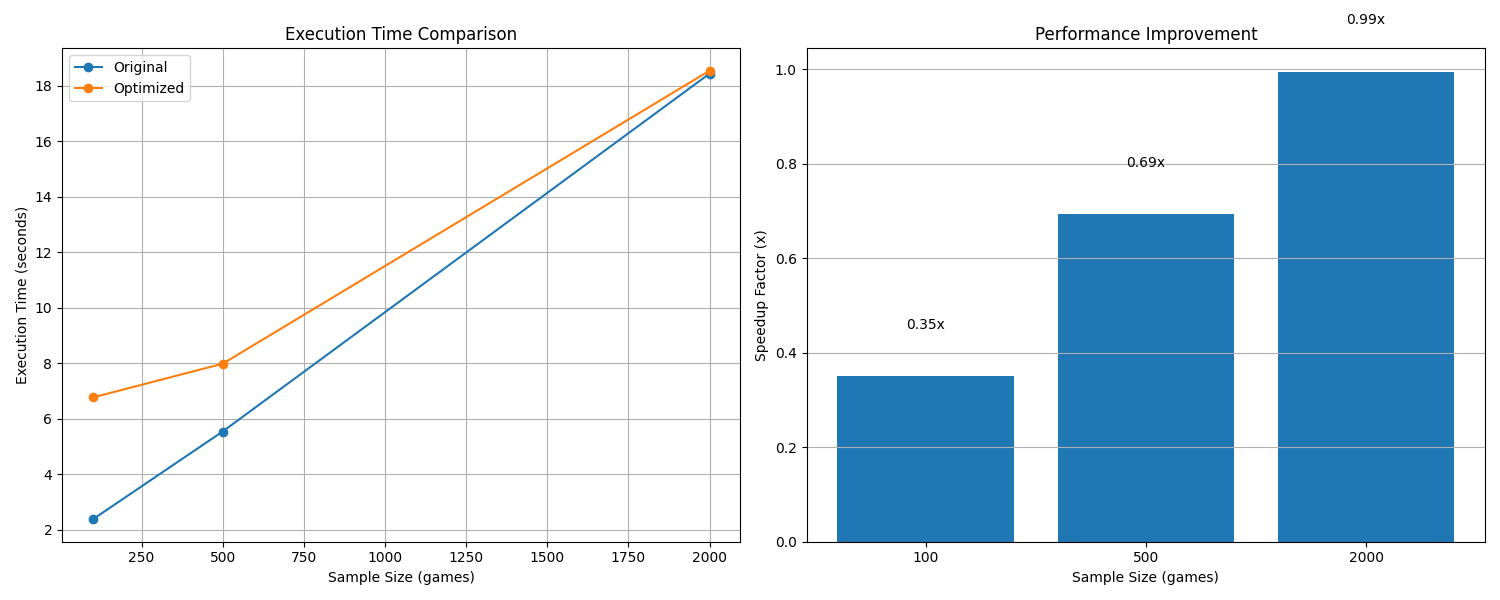 Execution Time Comparison
Original
Optimized
Execution Time (seconds)
18
16
14
12
10
8
6
4
2
250 500 750 1000 1250 1500 1750 2000
Sample Size (games)
Performance Improvement
Speedup Factor (x)
1.0
0.8
0.6
0.4
0.2
0.0
0.35x
0.69x
0.99x
100 500 2000
Sample Size (games)